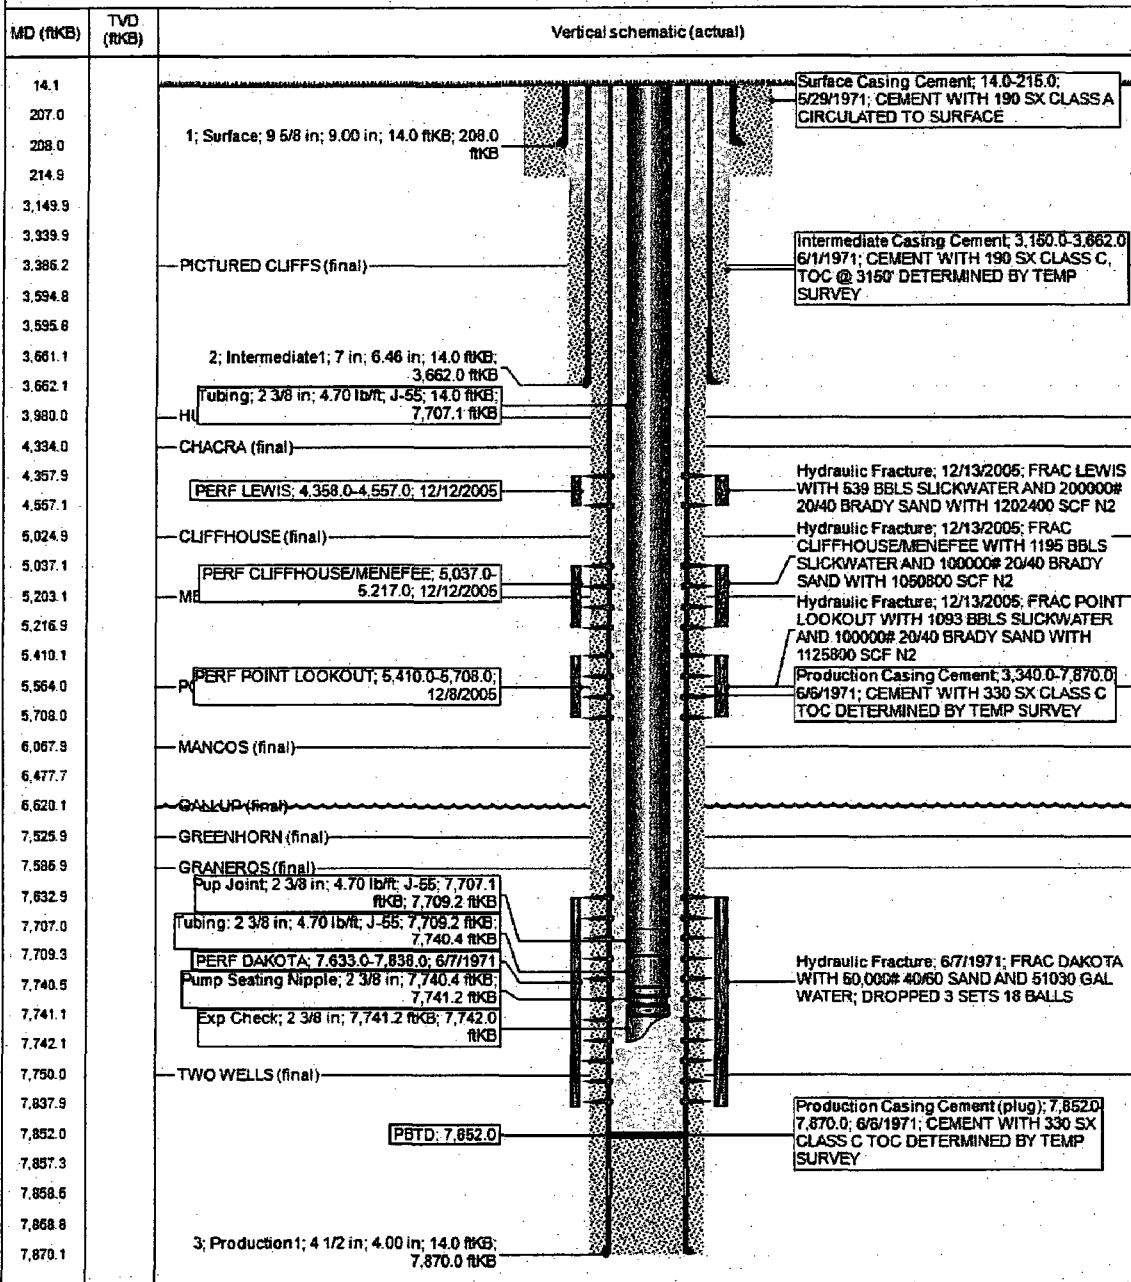 MD (ftKB)
TVD
(ftKB)
Vertical schematic (actual)
14.1
207.0
208.0
214.9
3,149.9
3,339.9
3,386.2
3,594.8
3,595.8
3,661.1
3,662.1
3,980.0
4,334.0
4,357.9
4,557.1
5,024.9
5,037.1
5,203.1
5,216.9
5,410.1
5,564.0
5,708.0
6,067.9
6,477.7
6,620.1
7,525.9
7,586.9
7,632.9
7,707.0
7,709.3
7,740.5
7,741.1
7,742.1
7,750.0
7,837.9
7,852.0
7,857.3
7,858.6
7,868.8
7,870.1
1; Surface; 9 5/8 in; 9.00 in; 14.0 ftKB; 208.0
ftKB
PICTURED CLIFFS (final)
2; Intermediate1; 7 in; 6.46 in; 14.0 ftKB;
3,662.0 ftKB
Tubing; 2 3/8 in; 4.70 lb/ft; J-55; 14.0 ftKB;
7,707.1 ftKB
HU
CHACRA (final)
PERF LEWIS; 4,358.0-4,557.0; 12/12/2005
CLIFFHOUSE (final)
PERF CLIFFHOUSE/MENEFEE; 5,037.0-
5,217.0; 12/12/2005
ME
PERF POINT LOOKOUT; 5,410.0-5,708.0;
12/8/2005
PO
MANCOS (final)
GALLUP (final)
GREENHORN (final)
GRANEROS (final)
Pup Joint; 2 3/8 in; 4.70 lb/ft; J-55; 7,707.1
ftKB; 7,709.2 ftKB
Tubing; 2 3/8 in; 4.70 lb/ft; J-55; 7,709.2 ftKB;
7,740.4 ftKB
PERF DAKOTA; 7,633.0-7,838.0; 6/7/1971
Pump Seating Nipple; 2 3/8 in; 7,740.4 ftKB;
7,741.2 ftKB
Exp Check; 2 3/8 in; 7,741.2 ftKB; 7,742.0
ftKB
TWO WELLS (final)
PBTD; 7,852.0
3; Production1; 4 1/2 in; 4.00 in; 14.0 ftKB;
7,870.0 ftKB
Surface Casing Cement; 14.0-215.0;
5/29/1971; CEMENT WITH 190 SX CLASS A
CIRCULATED TO SURFACE
Intermediate Casing Cement; 3,150.0-3,662.0
6/1/1971; CEMENT WITH 190 SX CLASS C,
TOC @ 3150' DETERMINED BY TEMP
SURVEY
Hydraulic Fracture; 12/13/2005; FRAC LEWIS
WITH 539 BBLS SLICKWATER AND 200000#
20/40 BRADY SAND WITH 1202400 SCF N2
Hydraulic Fracture; 12/13/2005; FRAC
CLIFFHOUSE/MENEFEE WITH 1195 BBLS
SLICKWATER AND 100000# 20/40 BRADY
SAND WITH 1050800 SCF N2
Hydraulic Fracture; 12/13/2005; FRAC POINT
LOOKOUT WITH 1093 BBLS SLICKWATER
AND 100000# 20/40 BRADY SAND WITH
1125800 SCF N2
Production Casing Cement; 3,340.0-7,870.0
6/6/1971; CEMENT WITH 330 SX CLASS C
TOC DETERMINED BY TEMP SURVEY
Hydraulic Fracture; 6/7/1971; FRAC DAKOTA
WITH 50,000# 40/60 SAND AND 51030 GAL
WATER; DROPPED 3 SETS 18 BALLS
Production Casing Cement (plug); 7,852.0
7,870.0; 6/6/1971; CEMENT WITH 330 SX
CLASS C TOC DETERMINED BY TEMP
SURVEY